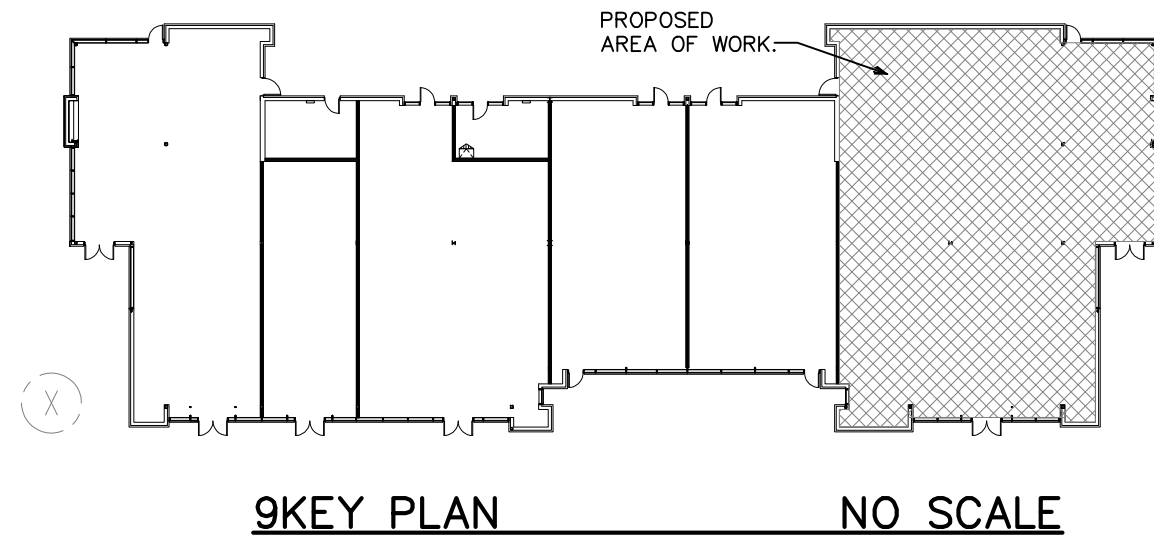 PROPOSED
AREA OF WORK.
X
9KEY PLAN NO SCALE